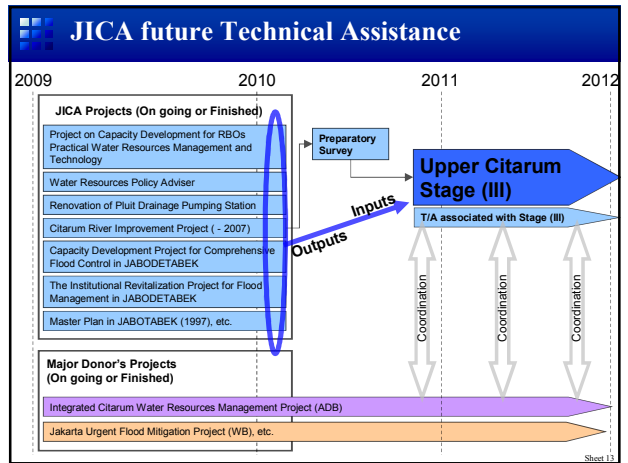 JICA future Technical Assistance
2009 2010 2011 2012
JICA Projects (On going or Finished)
Project on Capacity Development for RBOs
Practical Water Resources Management and
Technology
Water Resources Policy Adviser
Renovation of Pluit Drainage Pumping Station
Citarum River Improvement Project ( - 2007)
Capacity Development Project for Comprehensive
Flood Control in JABODETABEK
The Institutional Revitalization Project for Flood
Management in JABODETABEK
Master Plan in JABOTABEK (1997), etc.
Preparatory
Survey
Outputs
Inputs
Upper Citarum
Stage (III)
T/A associated with Stage (III)
Coordination
Coordination
Coordination
Major Donor's Projects
(On going or Finished)
Integrated Citarum Water Resources Management Project (ADB)
Jakarta Urgent Flood Mitigation Project (WB), etc.
Sheet 13